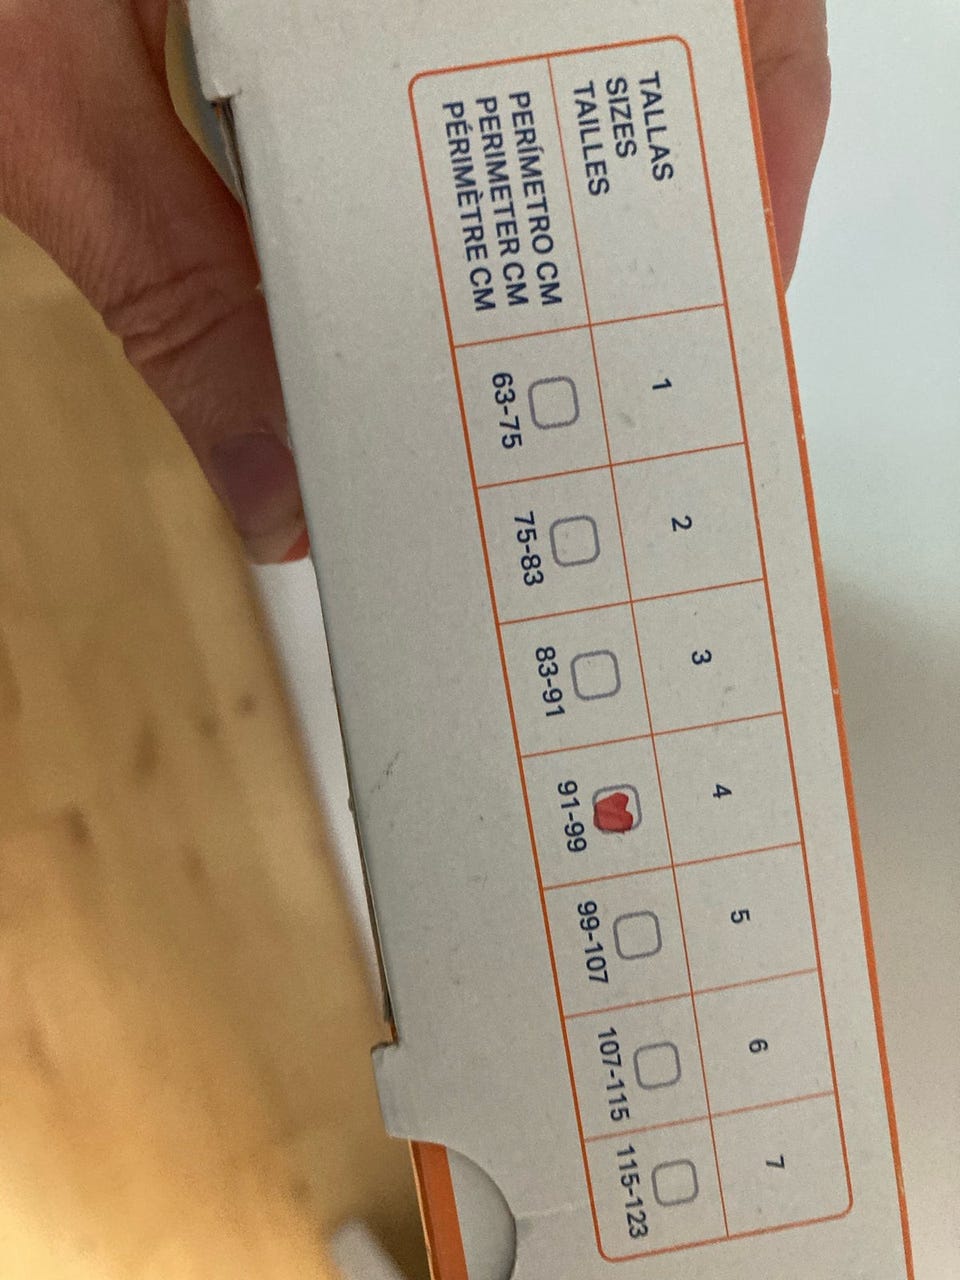 TALLAS
SIZES
TAILLES
1 2 3 4 5 6 7
PERÍMETRO CM
PERIMETER CM
PÉRIMÈTRE CM
63-75 75-83 83-91 91-99 99-107 107-115 115-123